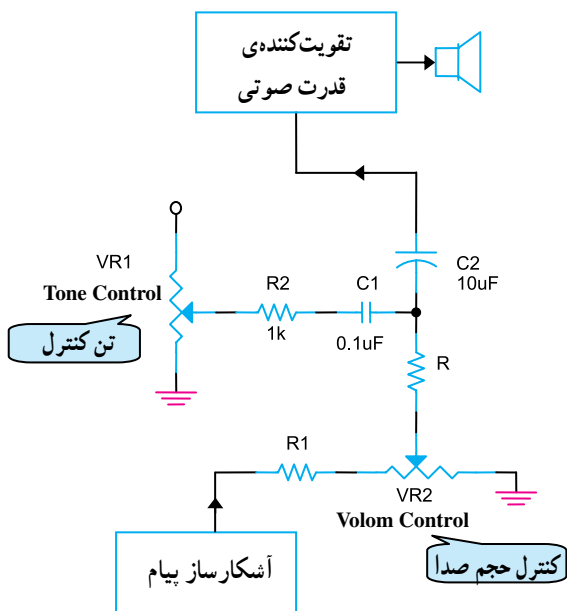 تقویت‌کننده‌ی
قدرت صوتی
VR1
Tone Control
تن کنترل
R2
1k
C1
0.1uF
C2
10uF
R
R1
VR2
Volom Control
کنترل حجم صدا
آشکارساز پیام